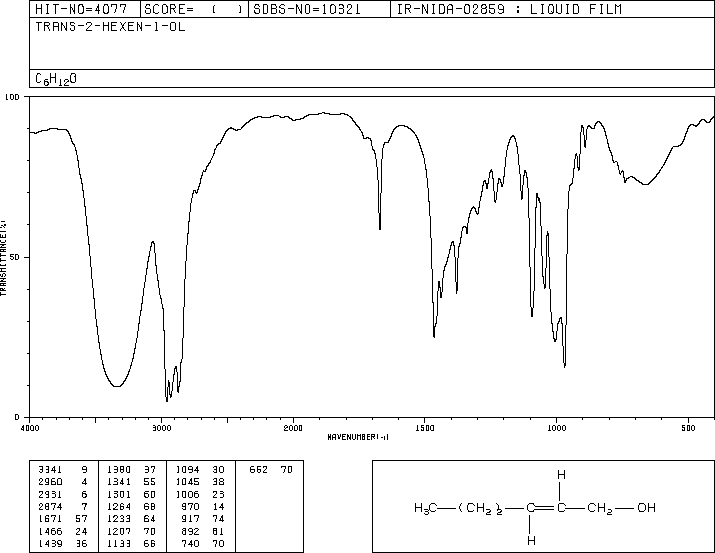 HIT-NO=4077 SCORE= ( ) SDBS-NO=10321 IR-NIDA-02859 : LIQUID FILM
TRANS-2-HEXEN-1-OL
C6H12O
100
50
0
TRANSMITTANCE(%)
4000 3000 2000 1500 1000 500
WAVENUMBER(-1)
3341 9 1380 37 1094 30 662 70
2960 4 1341 55 1045 38
2931 6 1301 60 1006 23
2874 7 1264 68 970 14
1671 57 1233 64 917 74
1466 24 1207 70 892 81
1439 36 1133 66 740 70
H
H3C—(CH2)2—C=C—CH2—OH
H